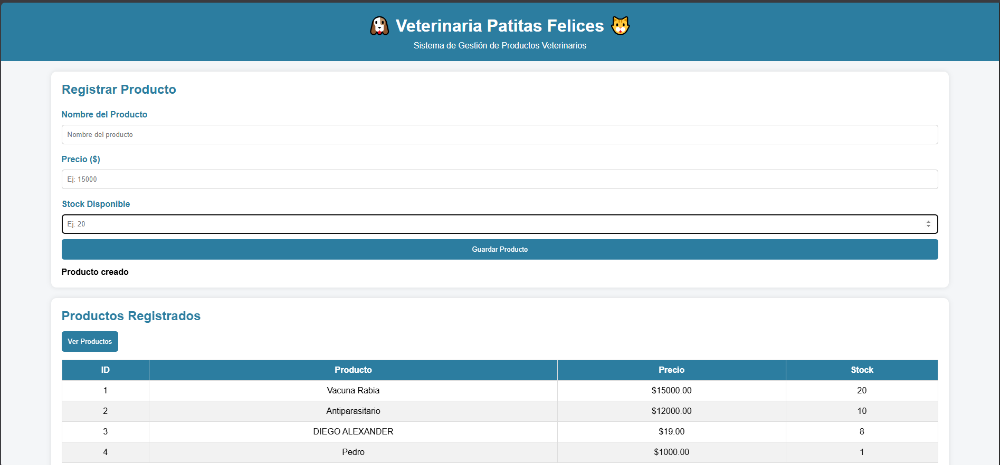 Veterinaria Patitas Felices
Sistema de Gestión de Productos Veterinarios
Registrar Producto
Nombre del Producto
Nombre del producto
Precio ($)
Ej: 15000
Stock Disponible
Ej: 20
Guardar Producto
Producto creado
Productos Registrados
Ver Productos
ID Producto Precio Stock
1 Vacuna Rabia $15000.00 20
2 Antiparasitario $12000.00 10
3 DIEGO ALEXANDER $19.00 8
4 Pedro $1000.00 1